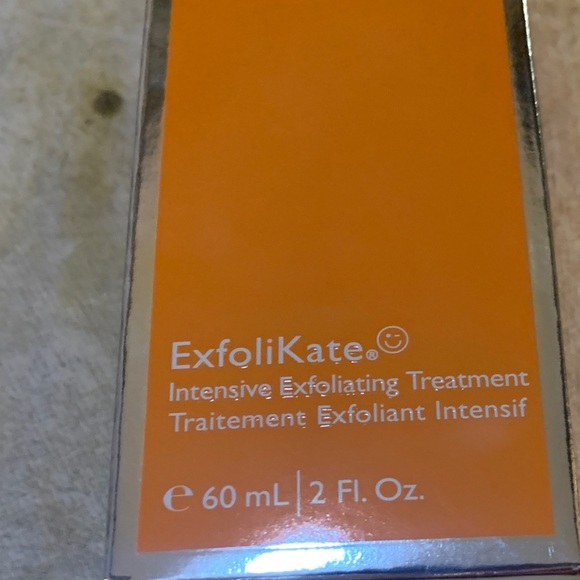 ExfoliKate®
Intensive Exfoliating Treatment
Traitement Exfoliant Intensif
℮ 60 mL | 2 Fl. Oz.